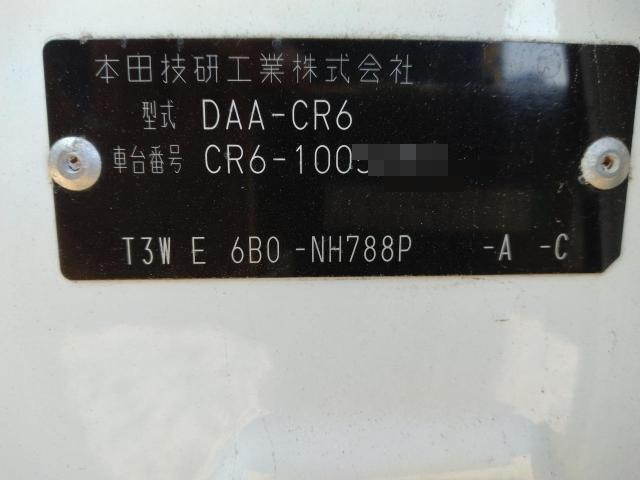 本田技研工業株式会社
型式 DAA-CR6
車台番号 CR6-100
T3W E 6B0 -NH788P -A -C